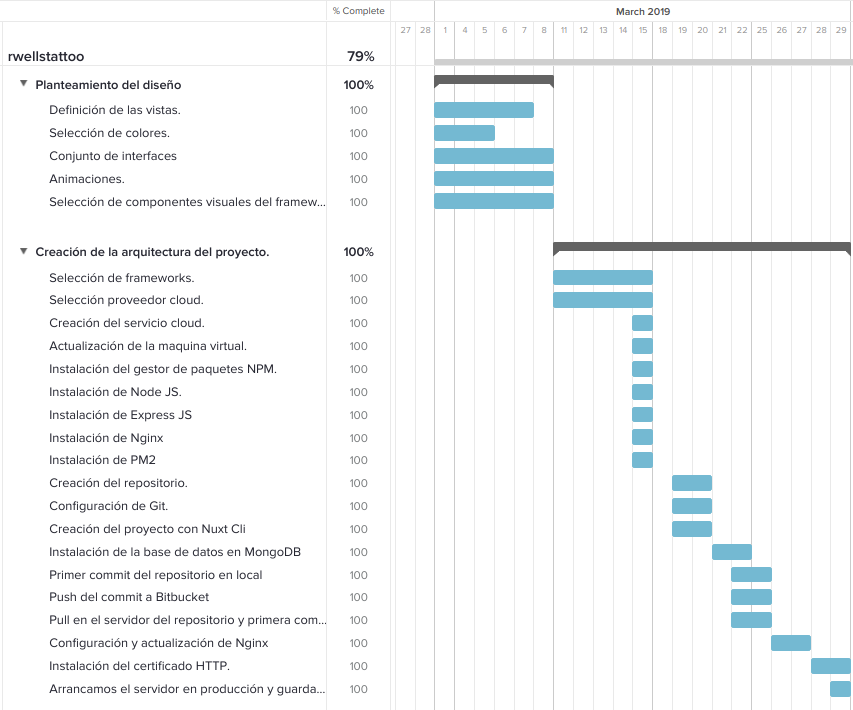 % Complete March 2019
27 28 1 4 5 6 7 8 11 12 13 14 15 18 19 20 21 22 25 26 27 28 29
rwellstattoo 79%
Planteamiento del diseño 100%
Definición de las vistas. 100
Selección de colores. 100
Conjunto de interfaces 100
Animaciones. 100
Selección de componentes visuales del framew... 100
Creación de la arquitectura del proyecto. 100%
Selección de frameworks. 100
Selección proveedor cloud. 100
Creación del servicio cloud. 100
Actualización de la maquina virtual. 100
Instalación del gestor de paquetes NPM. 100
Instalación de Node JS. 100
Instalación de Express JS 100
Instalación de Nginx 100
Instalación de PM2 100
Creación del repositorio. 100
Configuración de Git. 100
Creación del proyecto con Nuxt Cli 100
Instalación de la base de datos en MongoDB 100
Primer commit del repositorio en local 100
Push del commit a Bitbucket 100
Pull en el servidor del repositorio y primera com... 100
Configuración y actualización de Nginx 100
Instalación del certificado HTTP. 100
Arrancamos el servidor en producción y guarda... 100